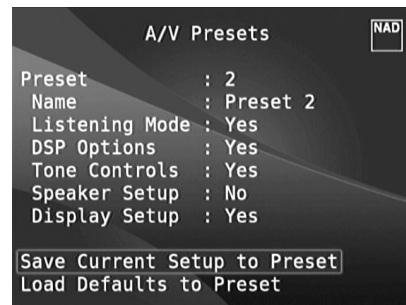 A/V Presets
NAD
Preset : 2
Name : Preset 2
Listening Mode : Yes
DSP Options : Yes
Tone Controls : Yes
Speaker Setup : No
Display Setup : Yes
Save Current Setup to Preset
Load Defaults to Preset